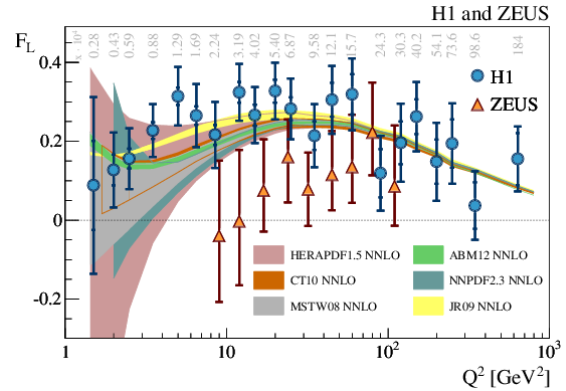 H1 and ZEUS
F_L
x 10⁴
0.28 0.43 0.59 0.88 1.29 1.69 2.24 3.19 4.02 5.40 6.87 9.58 12.1 15.7 24.3 30.3 40.2 54.1 73.6 98.6 184
0.4
0.2
0
-0.2
H1
ZEUS
HERAPDF1.5 NNLO
CT10 NNLO
MSTW08 NNLO
ABM12 NNLO
NNPDF2.3 NNLO
JR09 NNLO
1 10 10² 10³
Q² [GeV²]